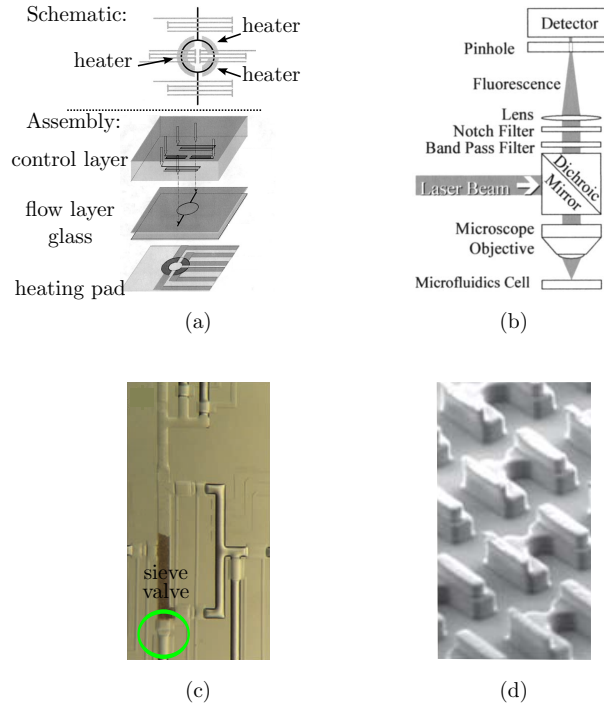 Schematic:
heater
heater
heater
Assembly:
control layer
flow layer
glass
heating pad
(a)
Detector
Pinhole
Fluorescence
Lens
Notch Filter
Band Pass Filter
Laser Beam
Dichroic
Mirror
Microscope
Objective
Microfluidics Cell
(b)
sieve
valve
(c)
(d)